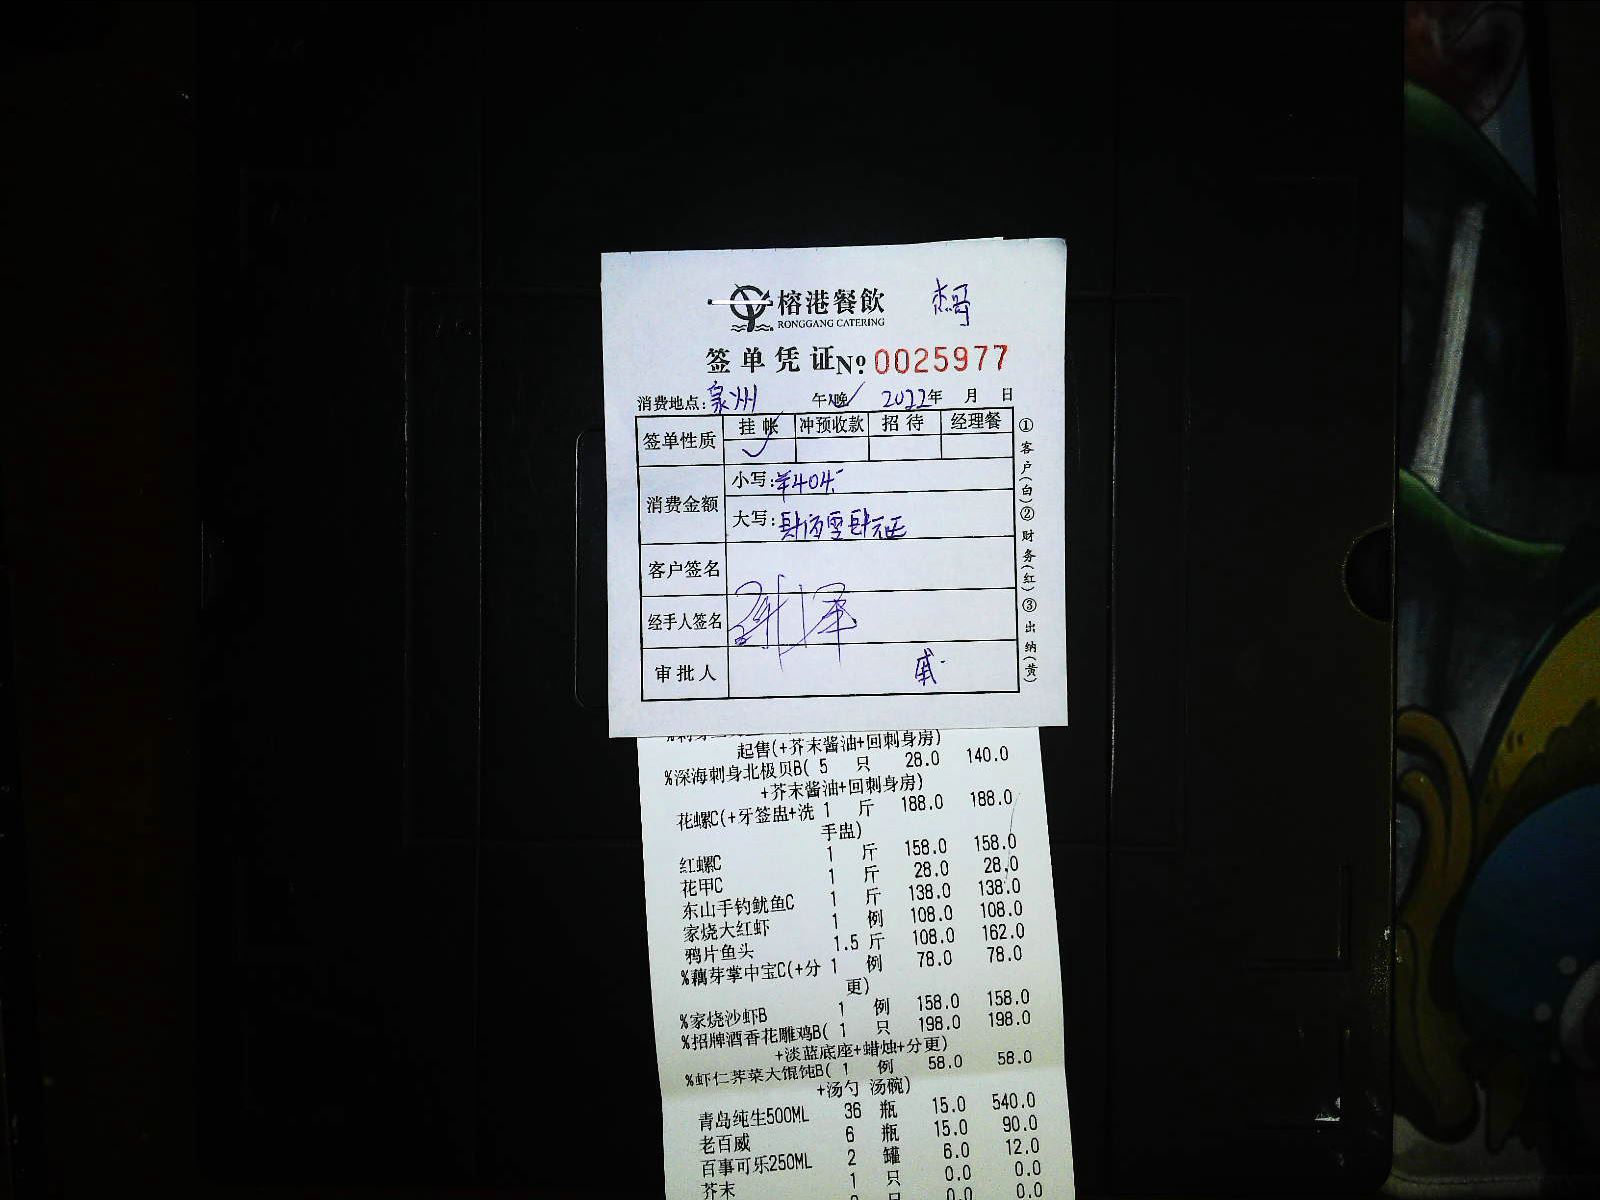 榕港餐飲 杰哥
RONGGANG CATERING
签单凭证 № 0025977
消费地点:泉州 午\晚✓ 2022年 月 日
签单性质 挂帐 冲预收款 招待 经理餐
✓
消费金额 小写:¥404.-
大写:肆佰零肆元正
客户签名
经手人签名
审批人
①客户(白)②财务(红)③出纳(黄)
起售(+芥末酱油+回刺身房)
%深海刺身北极贝B( 5 只 28.0 140.0
+芥末酱油+回刺身房)
花螺C(+牙签盅+洗 1 斤 188.0 188.0
手盅)
红螺C 1 斤 158.0 158.0
花甲C 1 斤 28.0 28.0
东山手钓鱿鱼C 1 斤 138.0 138.0
家烧大红虾 1 例 108.0 108.0
鸦片鱼头 1.5 斤 108.0 162.0
%藕芽掌中宝C(+分 1 例 78.0 78.0
更)
%家烧沙虾B 1 例 158.0 158.0
%招牌酒香花雕鸡B( 1 只 198.0 198.0
+淡蓝底座+蜡烛+分更)
%虾仁荠菜大馄饨B( 1 例 58.0 58.0
+汤勺 汤碗)
青岛纯生500ML 36 瓶 15.0 540.0
老百威 6 瓶 15.0 90.0
百事可乐250ML 2 罐 6.0 12.0
芥末 1 只 0.0 0.0
只 0.0 0.0